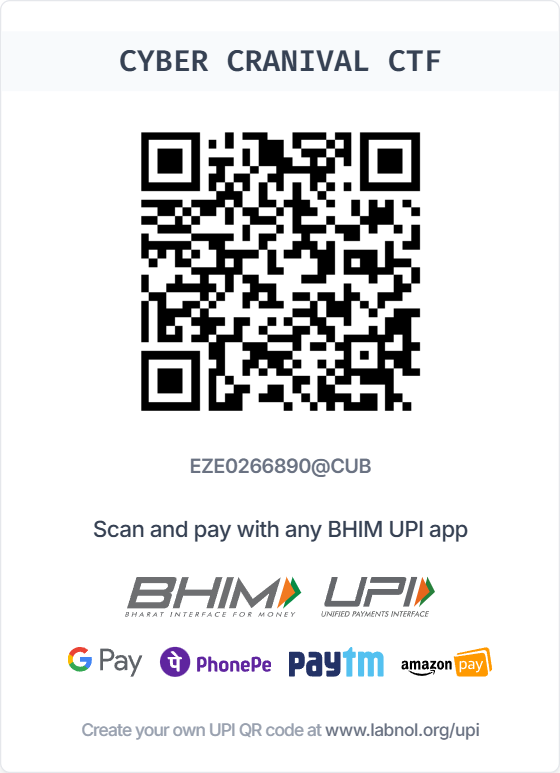 CYBER CRANIVAL CTF
EZE0266890@CUB
Scan and pay with any BHIM UPI app
BHIM
BHARAT INTERFACE FOR MONEY
UPI
UNIFIED PAYMENTS INTERFACE
G Pay
पे PhonePe
paytm
amazon pay
Create your own UPI QR code at www.labnol.org/upi